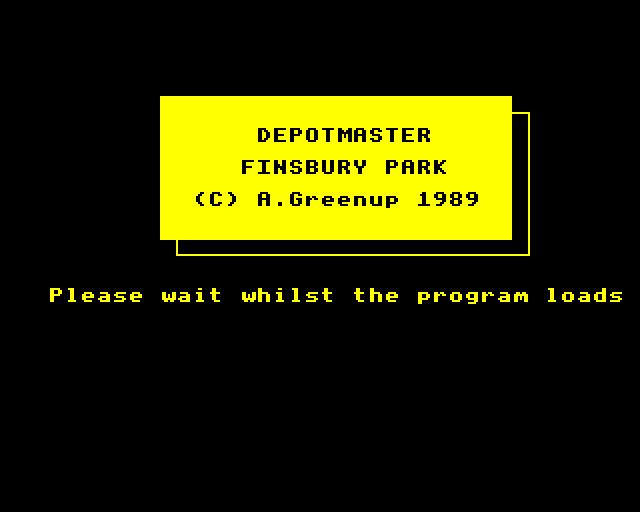 DEPOTMASTER
FINSBURY PARK
(C) A.Greenup 1989
Please wait whilst the program loads